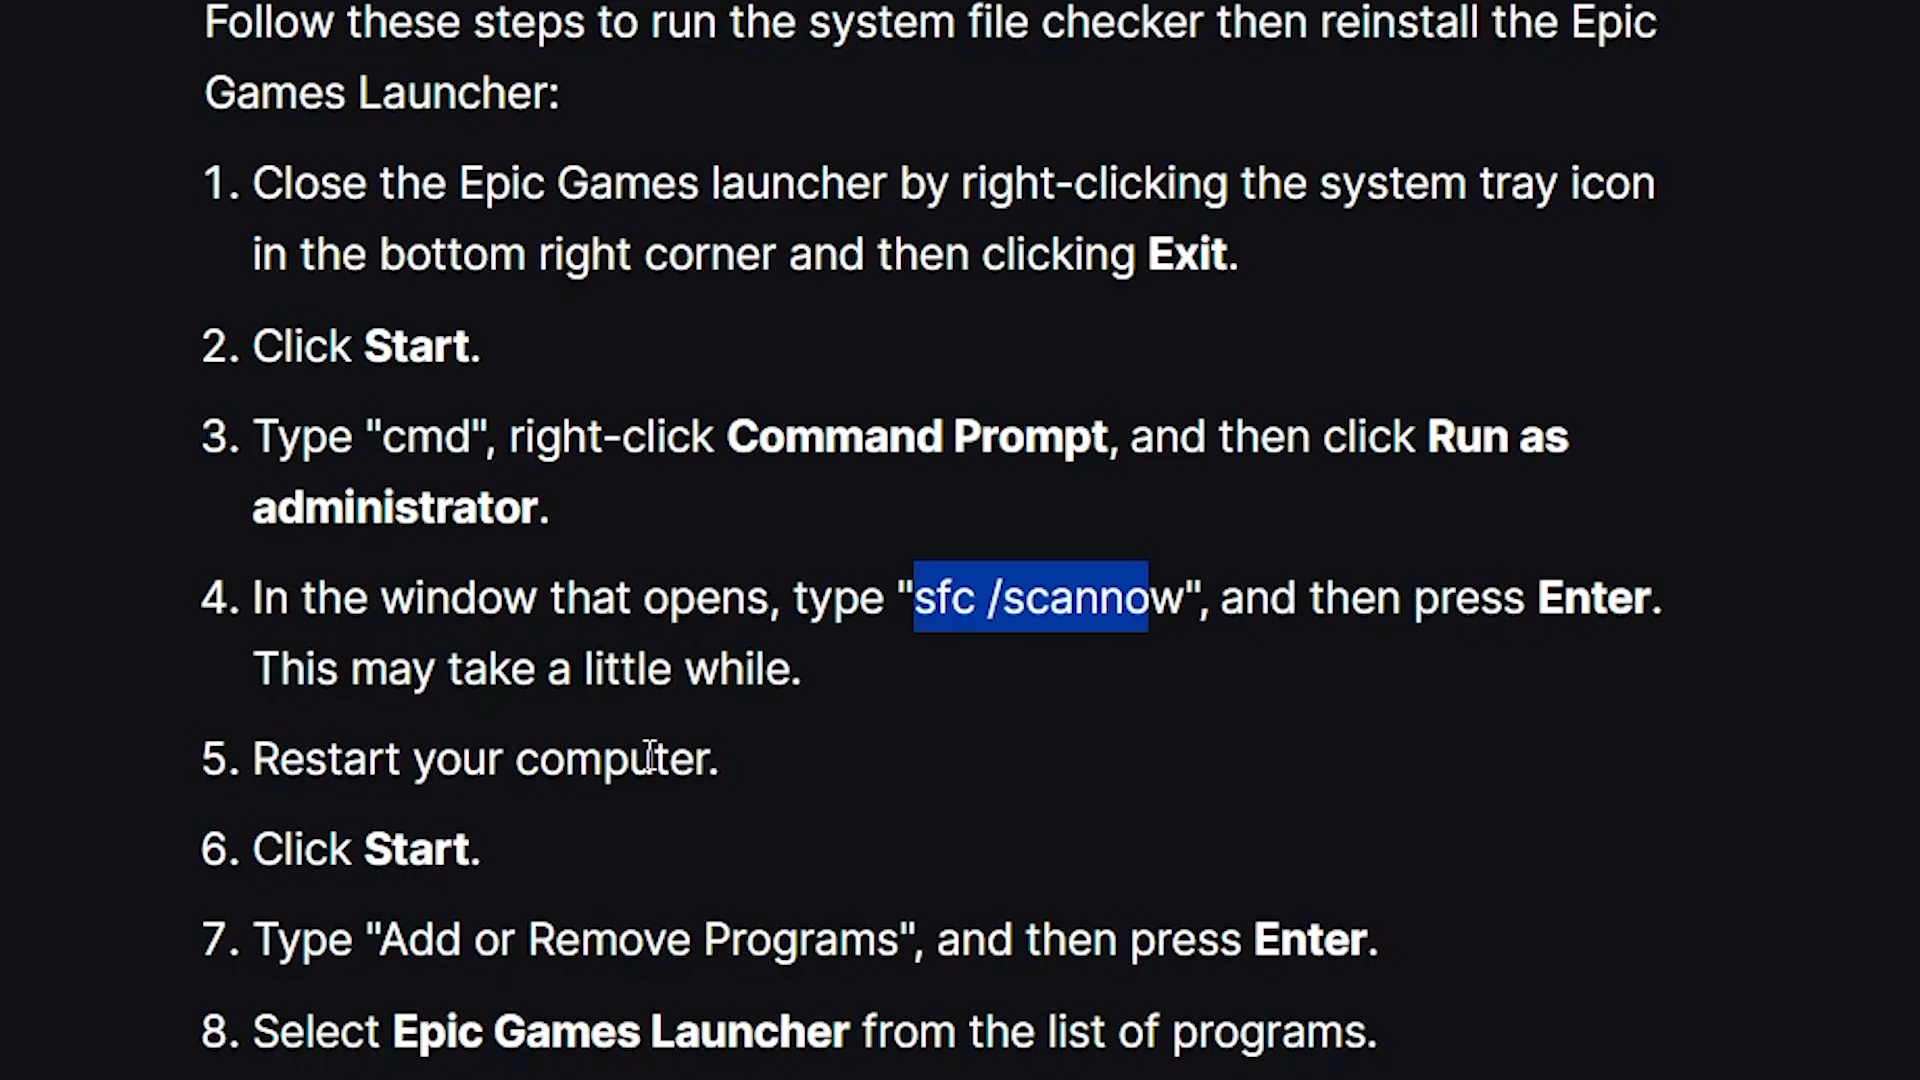 Follow these steps to run the system file checker then reinstall the Epic
Games Launcher:
1. Close the Epic Games launcher by right-clicking the system tray icon
in the bottom right corner and then clicking Exit.
2. Click Start.
3. Type "cmd", right-click Command Prompt, and then click Run as
administrator.
4. In the window that opens, type "sfc /scannow", and then press Enter.
This may take a little while.
5. Restart your computer.
6. Click Start.
7. Type "Add or Remove Programs", and then press Enter.
8. Select Epic Games Launcher from the list of programs.